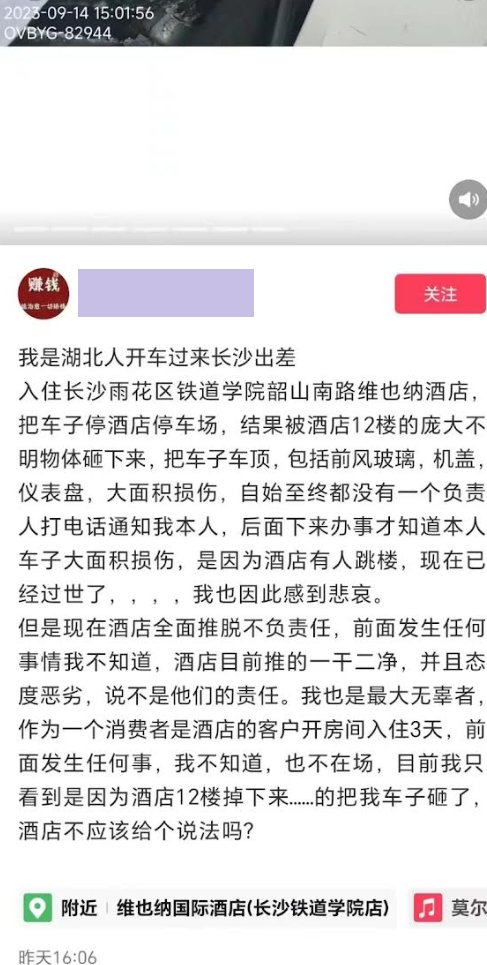 2023-09-14 15:01:56
OVBYG-82944
赚钱
关注
我是湖北人开车过来长沙出差
入住长沙雨花区铁道学院韶山南路维也纳酒店，
把车子停酒店停车场，结果被酒店12楼的庞大不
明物体砸下来，把车子车顶，包括前风玻璃，机盖，
仪表盘，大面积损伤，自始至终都没有一个负责
人打电话通知我本人，后面下来办事才知道本人
车子大面积损伤，是因为酒店有人跳楼，现在已
经过世了，，，，我也因此感到悲哀。
但是现在酒店全面推脱不负责任，前面发生任何
事情我不知道，酒店目前推的一干二净，并且态
度恶劣，说不是他们的责任。我也是最大无辜者，
作为一个消费者是酒店的客户开房间入住3天，前
面发生任何事，我不知道，也不在场，目前我只
看到是因为酒店12楼掉下来......的把我车子砸了，
酒店不应该给个说法吗？
附近 | 维也纳国际酒店(长沙铁道学院店)
莫尔
昨天16:06